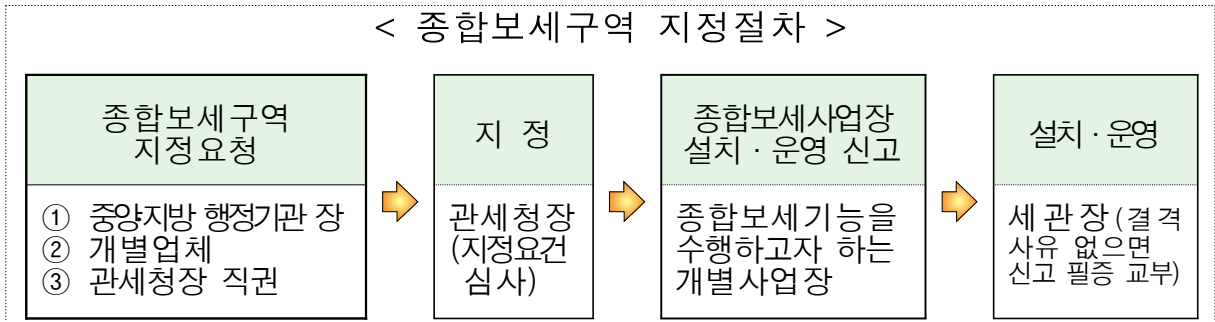 < 종합보세구역 지정절차 >
종합보세구역
지정요청
① 중앙·지방 행정기관 장
② 개별업체
③ 관세청장 직권
지 정
관세청장
(지정요건
심사)
종합보세사업장
설치 · 운영 신고
종합보세기능을
수행하고자 하는
개별사업장
설치 · 운영
세관장(결격
사유 없으면
신고 필증 교부)